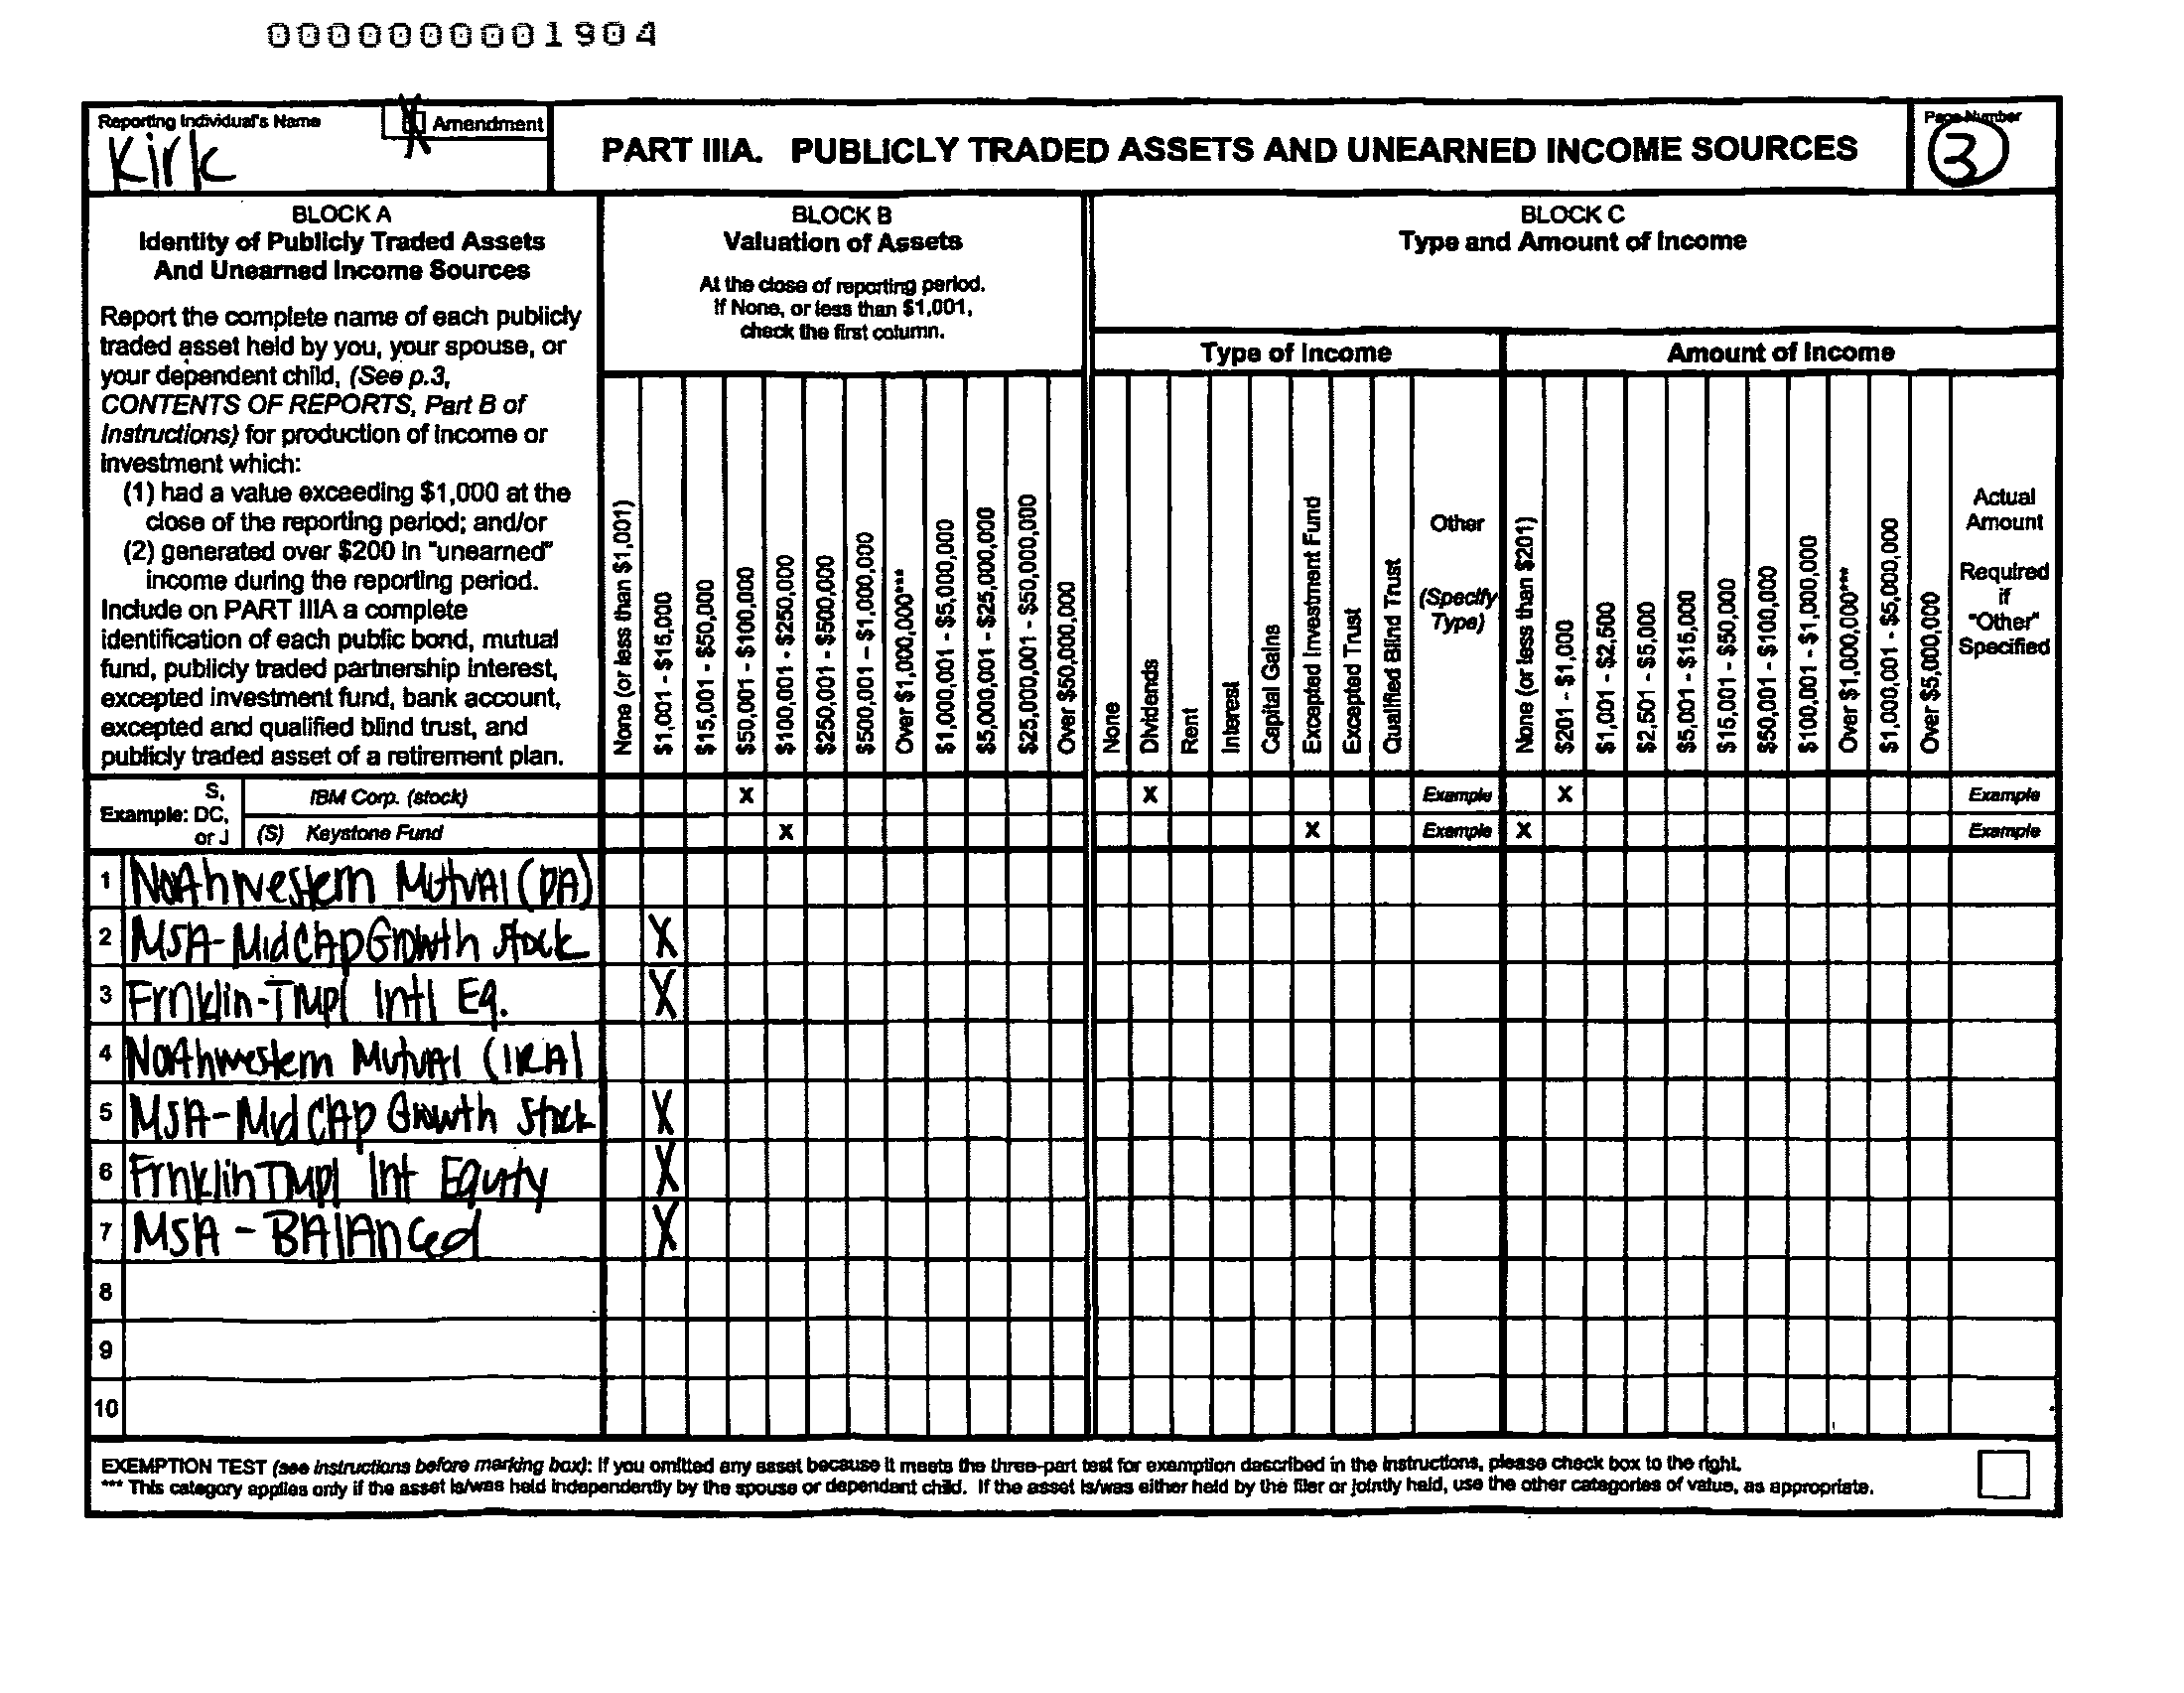 0000000001904
Reporting Individual's Name
Amendment
Kirk
PART IIIA. PUBLICLY TRADED ASSETS AND UNEARNED INCOME SOURCES
Page Number
3
BLOCK A
Identity of Publicly Traded Assets
And Unearned Income Sources
Report the complete name of each publicly
traded asset held by you, your spouse, or
your dependent child, (See p.3,
CONTENTS OF REPORTS, Part B of
Instructions) for production of income or
investment which:
(1) had a value exceeding $1,000 at the
close of the reporting period; and/or
(2) generated over $200 in "unearned"
income during the reporting period.
Include on PART IIIA a complete
identification of each public bond, mutual
fund, publicly traded partnership interest,
excepted investment fund, bank account,
excepted and qualified blind trust, and
publicly traded asset of a retirement plan.
BLOCK B
Valuation of Assets
At the close of reporting period.
If None, or less than $1,001,
check the first column.
None (or less than $1,001)
$1,001 - $15,000
$15,001 - $50,000
$50,001 - $100,000
$100,001 - $250,000
$250,001 - $500,000
$500,001 – $1,000,000
Over $1,000,000***
$1,000,001 - $5,000,000
$5,000,001 - $25,000,000
$25,000,001 - $50,000,000
Over $50,000,000
BLOCK C
Type and Amount of Income
Type of Income
None
Dividends
Rent
Interest
Capital Gains
Excepted Investment Fund
Excepted Trust
Qualified Blind Trust
Other
(Specify
Type)
Amount of Income
None (or less than $201)
$201 - $1,000
$1,001 - $2,500
$2,501 - $5,000
$5,001 - $15,000
$15,001 - $50,000
$50,001 - $100,000
$100,001 - $1,000,000
Over $1,000,000***
$1,000,001 - $5,000,000
Over $5,000,000
Actual
Amount
Required
if
"Other"
Specified
Example: S, DC, or J
IBM Corp. (stock) X X Example X Example
(S) Keystone Fund X X Example X Example
1 Northwestern Mutual (DA)
2 MSA-MidCap Growth Stock X
3 Frnklin-Tmpl Intl Eq. X
4 Northwestern Mutual (IRA)
5 MSA-MidCap Growth Stock X
6 Frnklin Tmpl Int Equity X
7 MSA - Balanced X
8
9
10
EXEMPTION TEST (see instructions before marking box): If you omitted any asset because it meets the three-part test for exemption described in the instructions, please check box to the right.
*** This category applies only if the asset is/was held independently by the spouse or dependent child. If the asset is/was either held by the filer or jointly held, use the other categories of value, as appropriate.